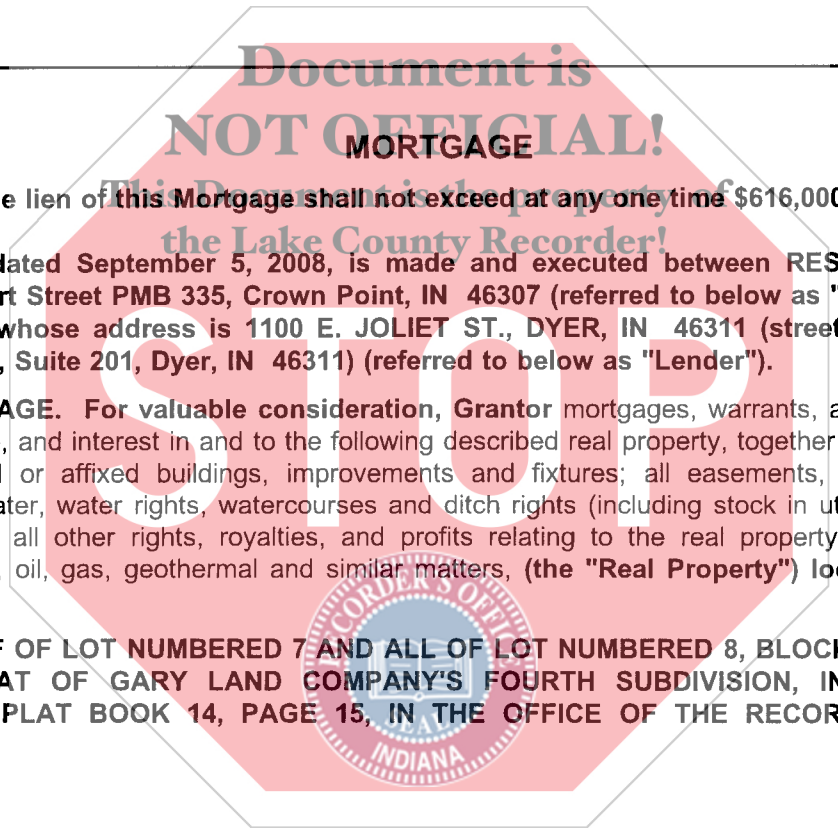 Document is
NOT OFFICIAL!
MORTGAGE
e lien of this Mortgage shall not exceed at any one time $616,000
This Document is the property of
the Lake County Recorder!
dated September 5, 2008, is made and executed between RES
rt Street PMB 335, Crown Point, IN 46307 (referred to below as "
whose address is 1100 E. JOLIET ST., DYER, IN 46311 (street
, Suite 201, Dyer, IN 46311) (referred to below as "Lender").
AGE. For valuable consideration, Grantor mortgages, warrants, a
, and interest in and to the following described real property, together
or affixed buildings, improvements and fixtures; all easements,
ater, water rights, watercourses and ditch rights (including stock in ut
all other rights, royalties, and profits relating to the real property
oil, gas, geothermal and similar matters, (the "Real Property") lo
STOP
F OF LOT NUMBERED 7 AND ALL OF LOT NUMBERED 8, BLOCK
AT OF GARY LAND COMPANY'S FOURTH SUBDIVISION, IN
PLAT BOOK 14, PAGE 15, IN THE OFFICE OF THE RECOR
RECORDER'S OFFICE
SEAL
INDIANA